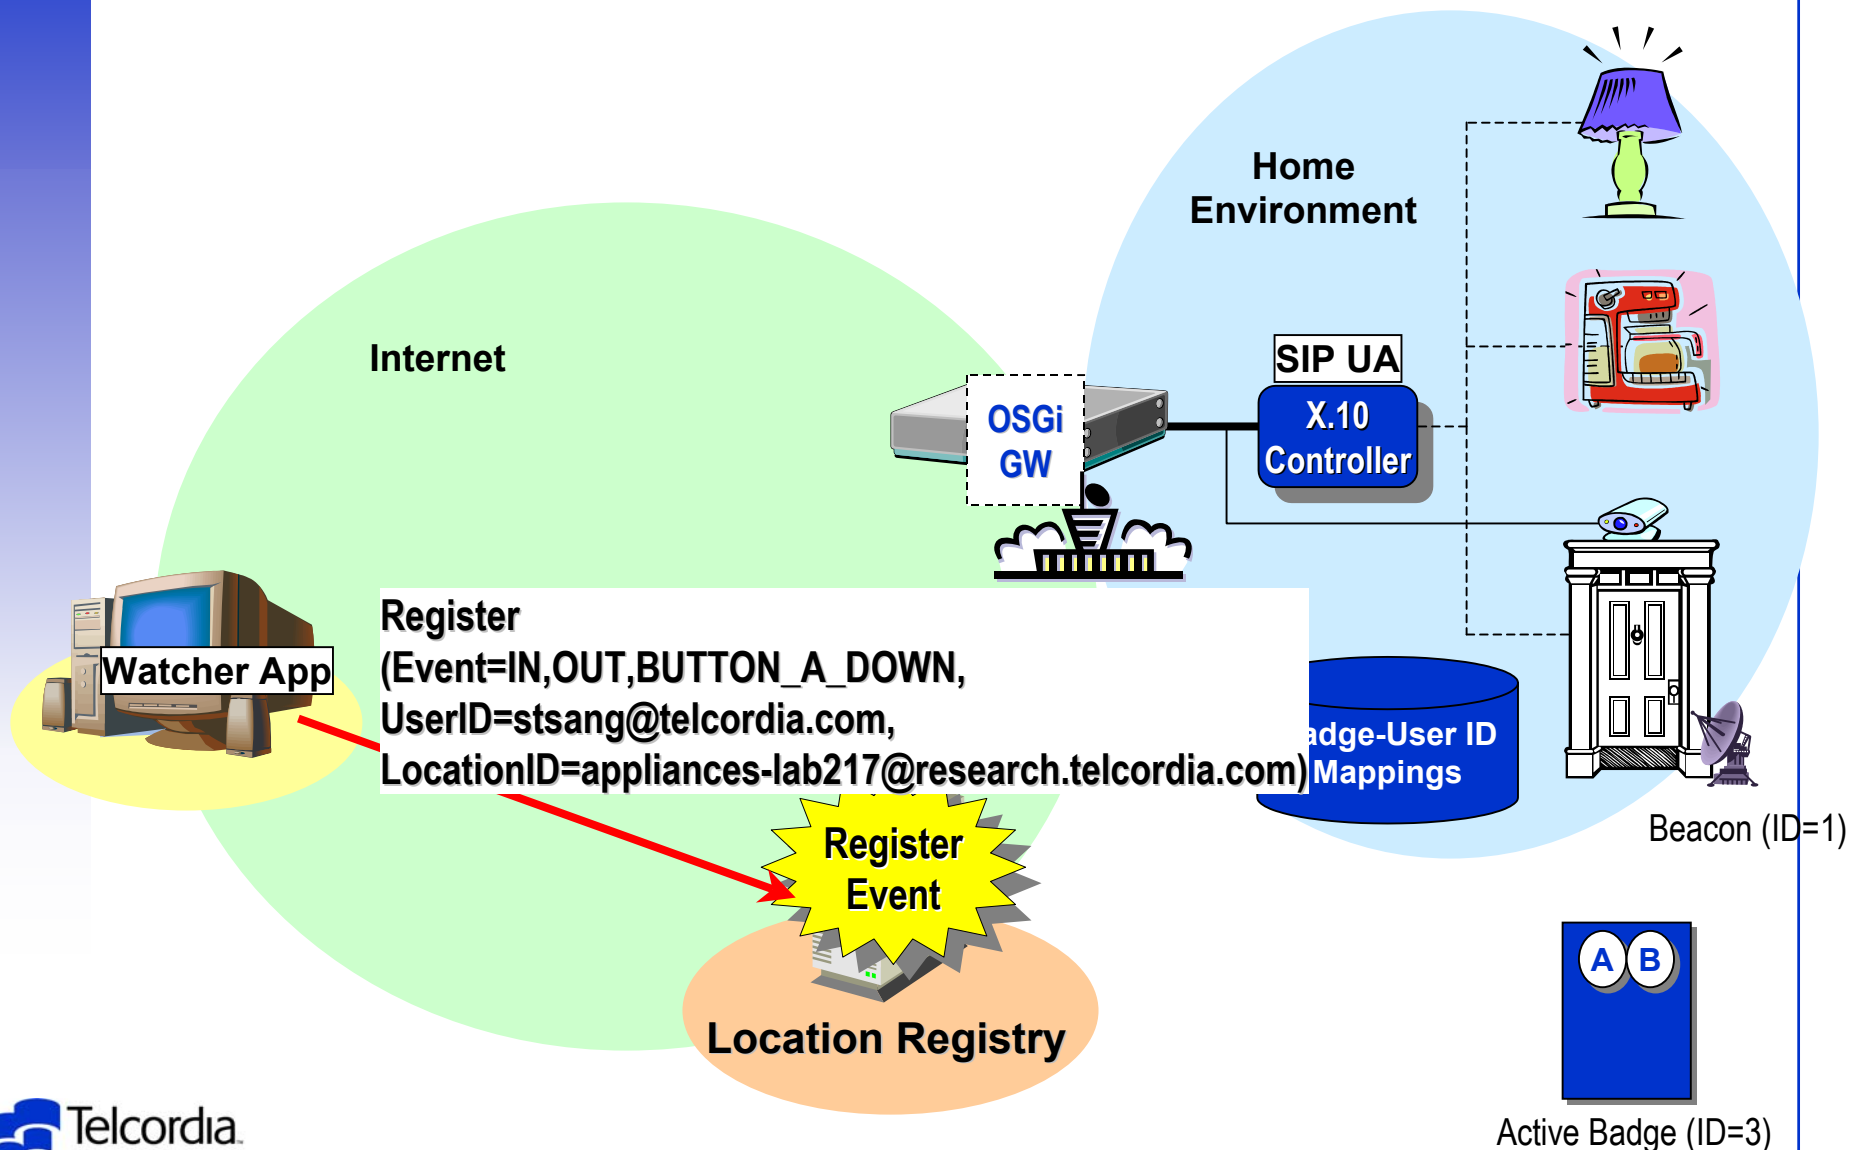 Home
Environment
Internet
SIP UA
OSGi
GW
X.10
Controller
Register
(Event=IN,OUT,BUTTON_A_DOWN,
UserID=stsang@telcordia.com,
LocationID=appliances-lab217@research.telcordia.com)
Watcher App
adge-User ID
Mappings
Beacon (ID=1)
Register
Event
A B
Location Registry
Telcordia
Active Badge (ID=3)